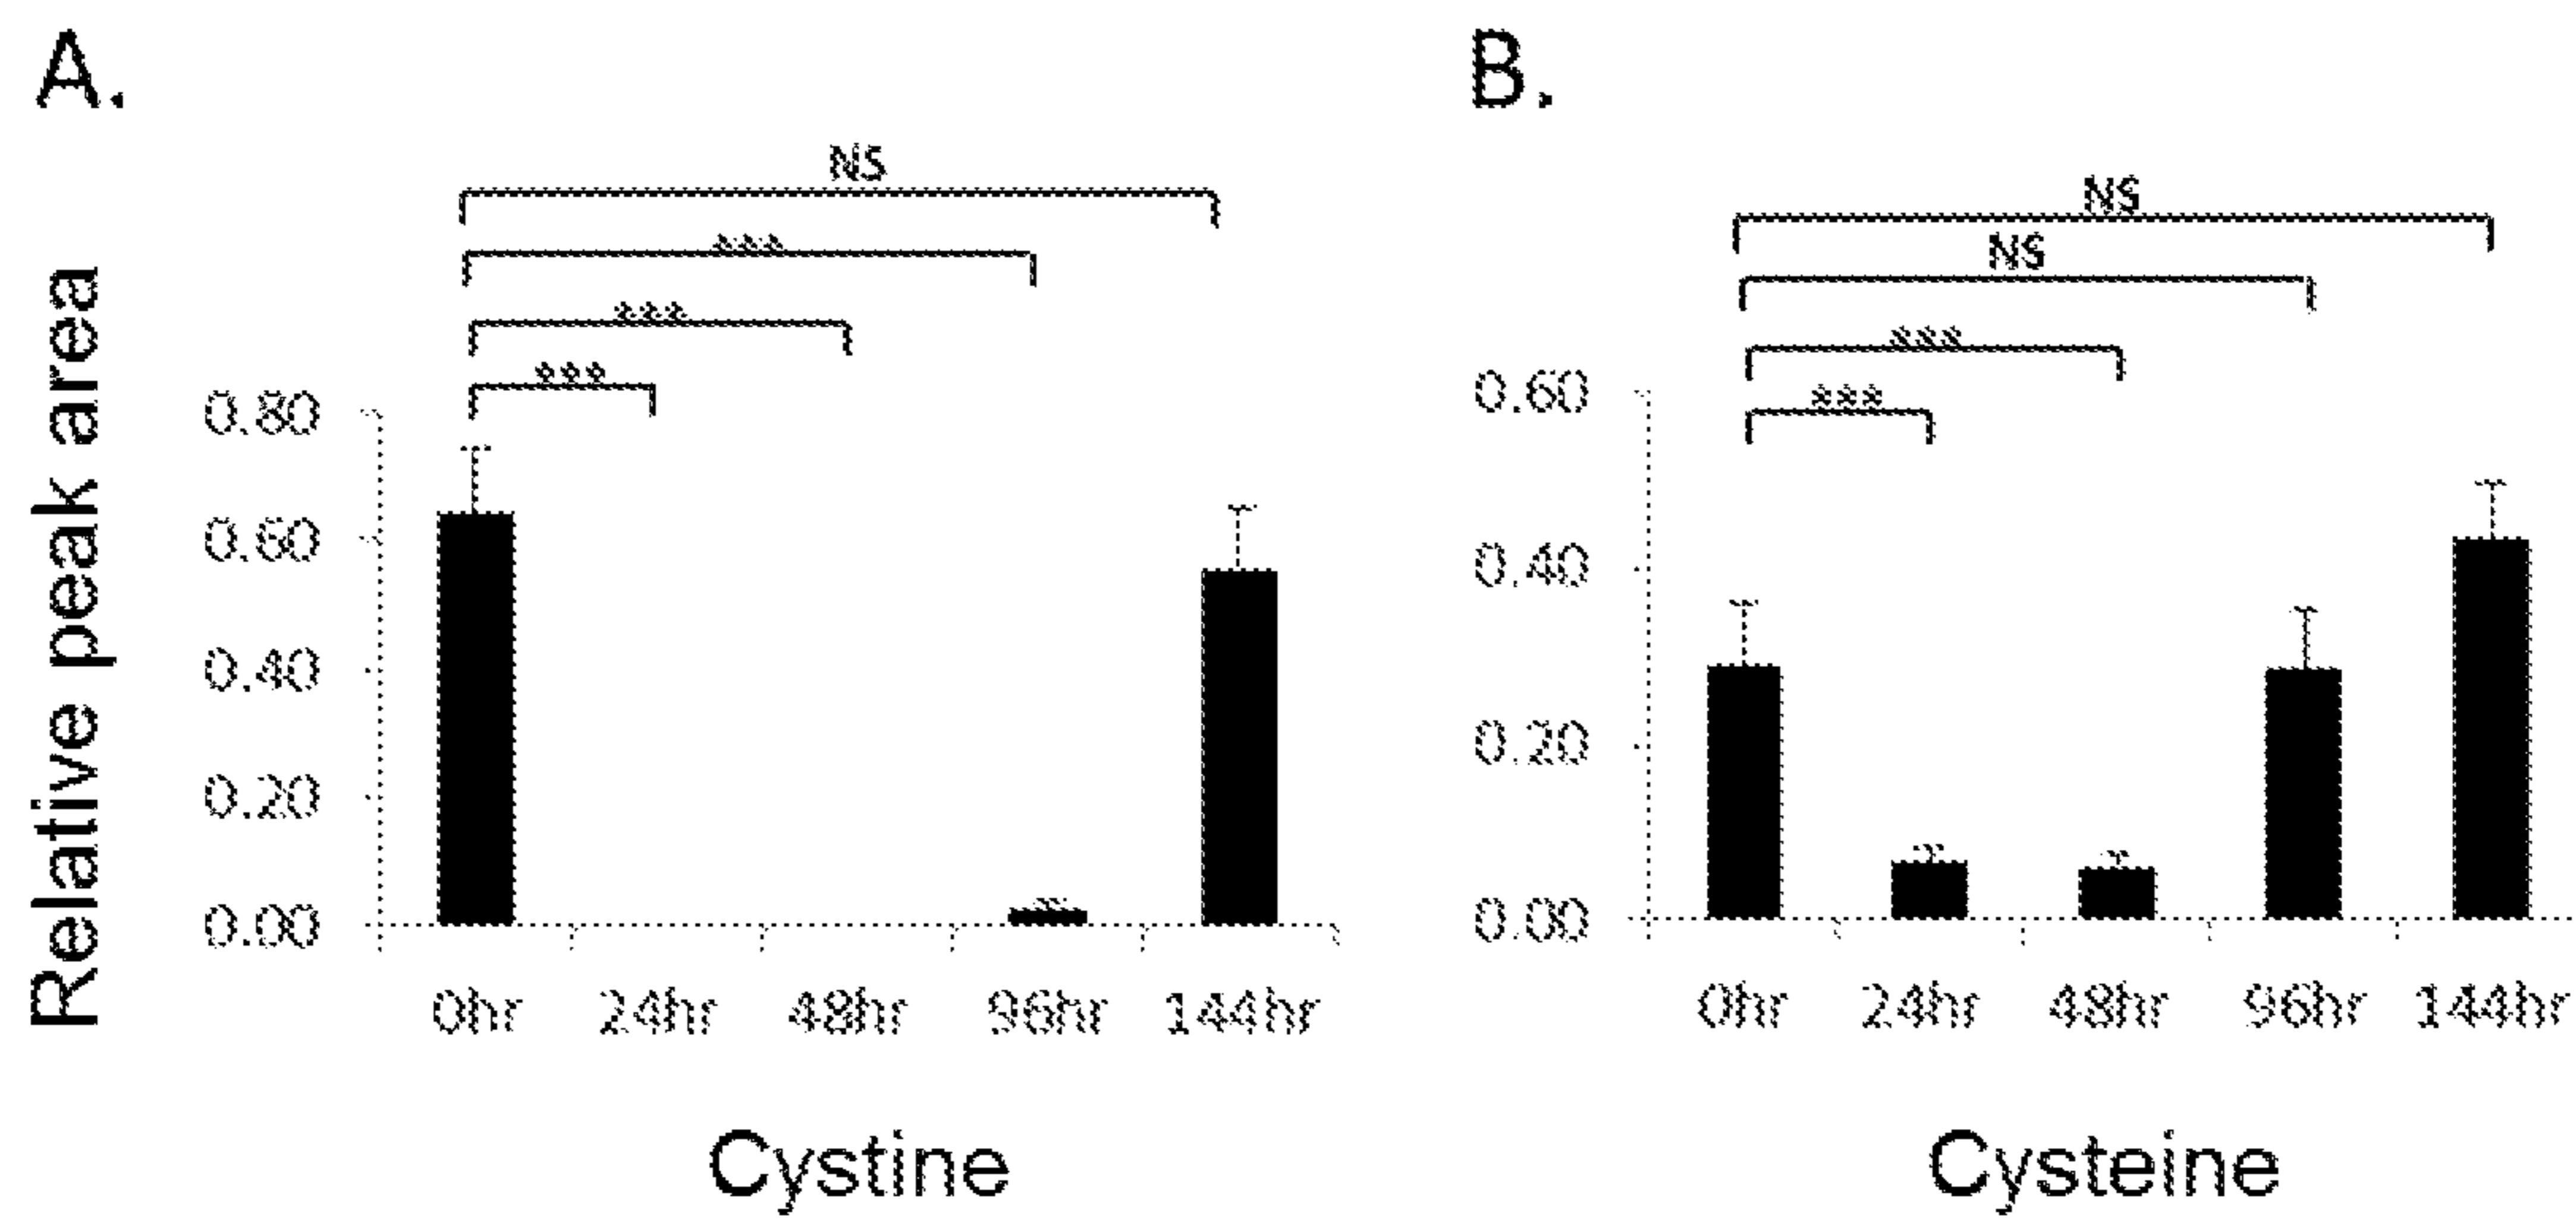 A.
NS
***
***
***
Relative peak area
0.80
0.60
0.40
0.20
0.00
0hr 24hr 48hr 96hr 144hr
Cystine
B.
NS
NS
***
***
0.60
0.40
0.20
0.00
0hr 24hr 48hr 96hr 144hr
Cysteine